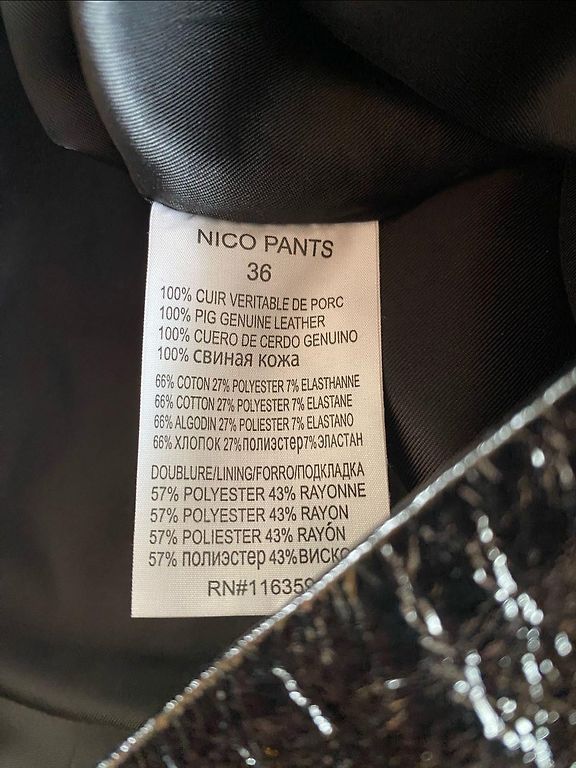 NICO PANTS
36
100% CUIR VERITABLE DE PORC
100% PIG GENUINE LEATHER
100% CUERO DE CERDO GENUINO
100% свиная кожа
66% COTON 27% POLYESTER 7% ELASTHANNE
66% COTTON 27% POLYESTER 7% ELASTANE
66% ALGODIN 27% POLIESTER 7% ELASTANO
66% ХЛОПОК 27%полиэстер7%ЭЛАСТАН
DOUBLURE/LINING/FORRO/ПОДКЛАДКА
57% POLYESTER 43% RAYONNE
57% POLYESTER 43% RAYON
57% POLIESTER 43% RAYÓN
57% полиэстер 43%ВИСКО
RN#116359